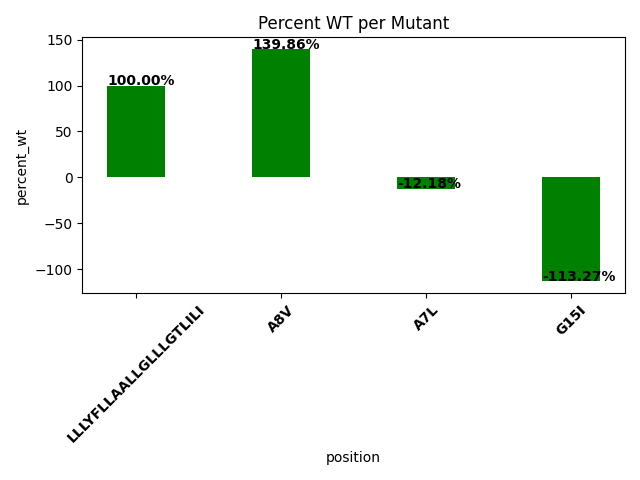 Percent WT per Mutant
150
100
50
0
−50
−100
percent_wt
100.00%
139.86%
-12.18%
-113.27%
LLLYFLLAALLGLLLGTLILI
A8V
A7L
G15I
position